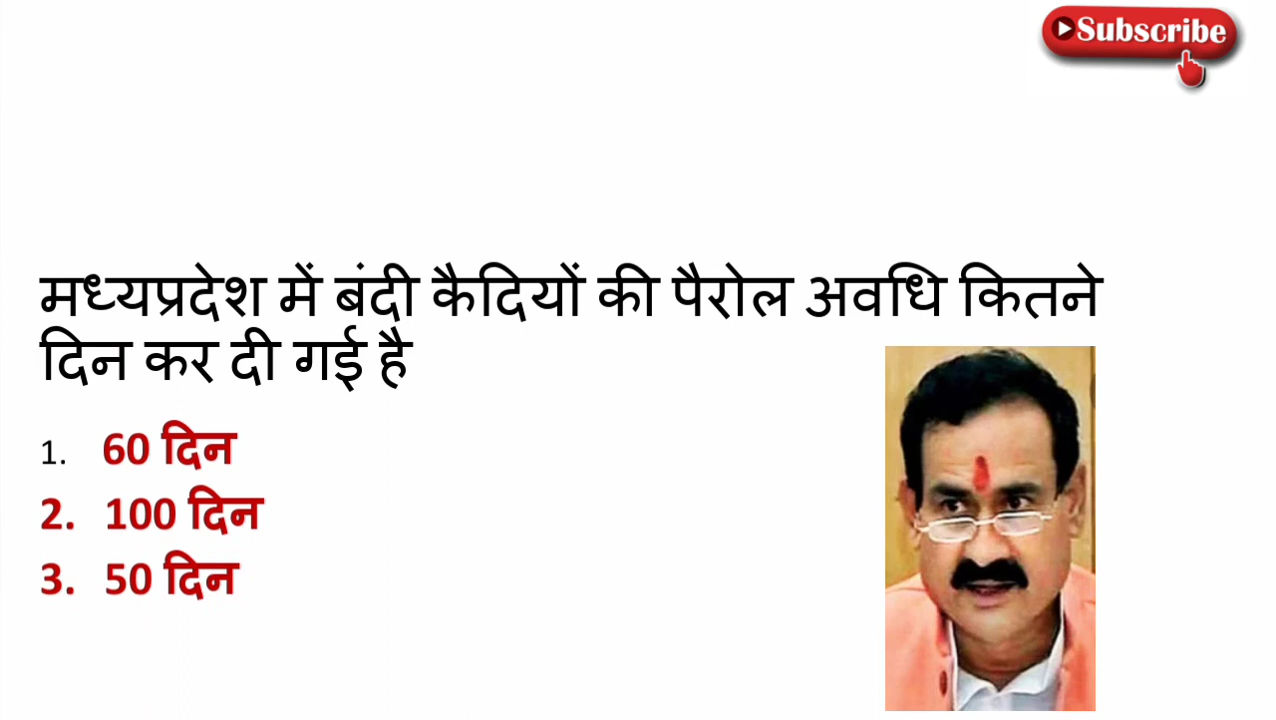 Subscribe
मध्यप्रदेश में बंदी कैदियों की पैरोल अवधि कितने
दिन कर दी गई है
1. 60 दिन
2. 100 दिन
3. 50 दिन